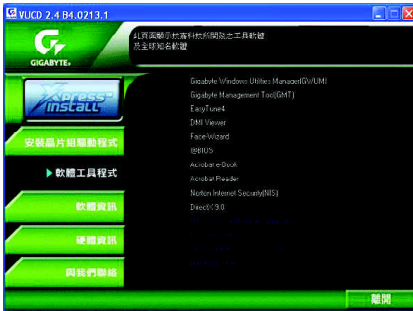 VUCD 2.4 B4.0213.1
GIGABYTE
此頁面顯示技嘉科技所開發之工具軟體
及全球知名軟體
Xpress
INSTALL
Gigabyte Windows Utilities Manager(GWUM)
Gigabyte Management Tool(GMT)
EasyTune4
DMI Viewer
Face-Wizard
@BIOS
Acrobat e-Book
Acrobat Reader
Norton Internet Security(NIS)
DirectX 9.0
安裝晶片組驅動程式
軟體工具程式
軟體資訊
硬體資訊
與我們聯絡
離開